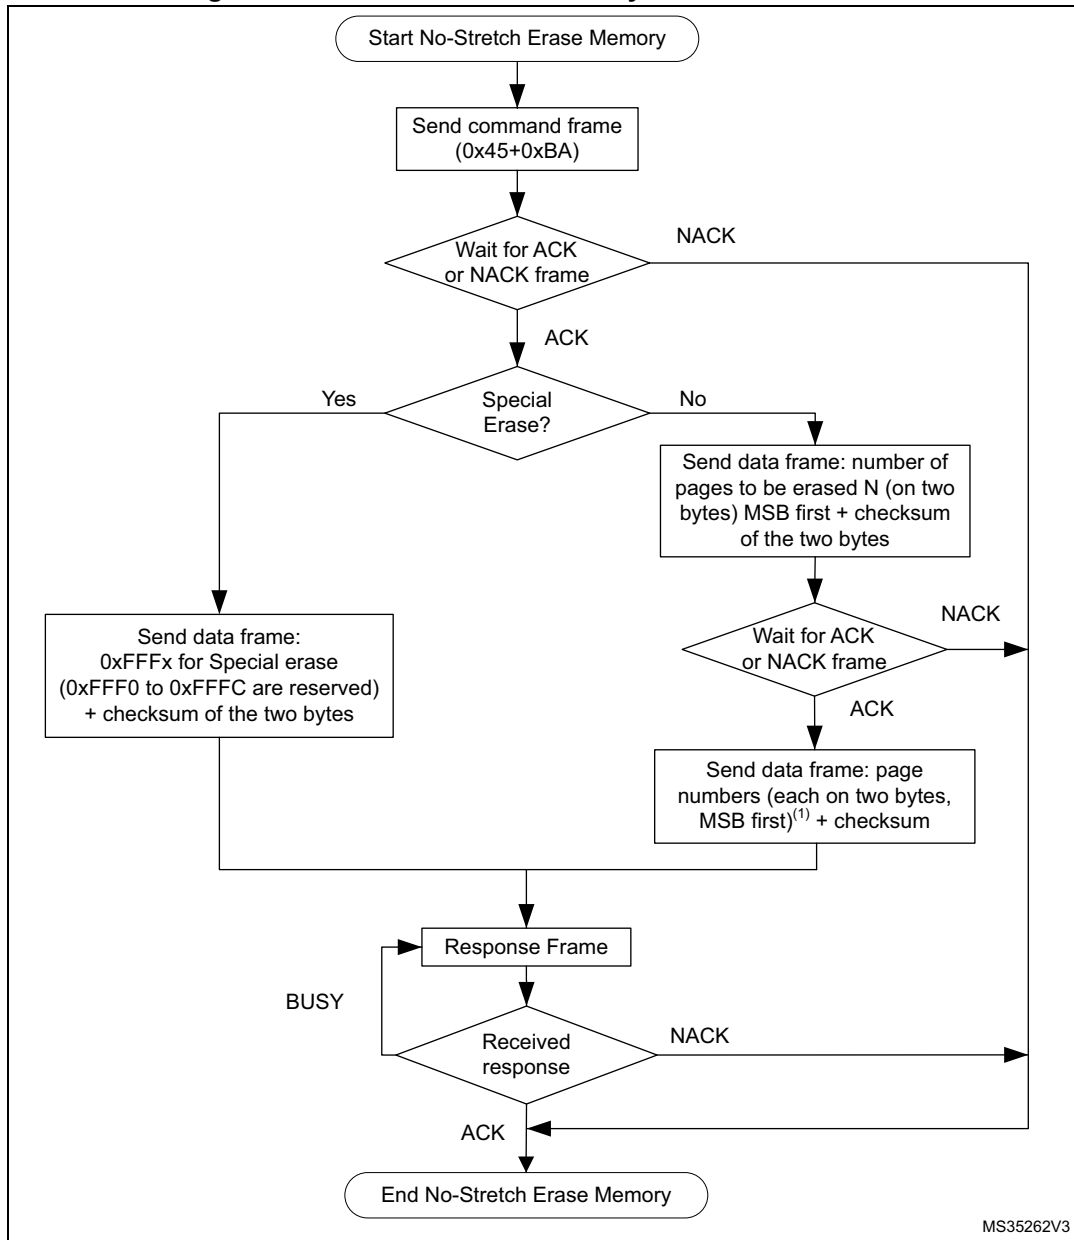 Start No-Stretch Erase Memory
Send command frame
(0x45+0xBA)
Wait for ACK
or NACK frame
NACK
ACK
Special
Erase?
Yes
No
Send data frame: number of
pages to be erased N (on two
bytes) MSB first + checksum
of the two bytes
Wait for ACK
or NACK frame
NACK
ACK
Send data frame:
0xFFFx for Special erase
(0xFFF0 to 0xFFFC are reserved)
+ checksum of the two bytes
Send data frame: page
numbers (each on two bytes,
MSB first)(1) + checksum
Response Frame
BUSY
Received
response
NACK
ACK
End No-Stretch Erase Memory
MS35262V3